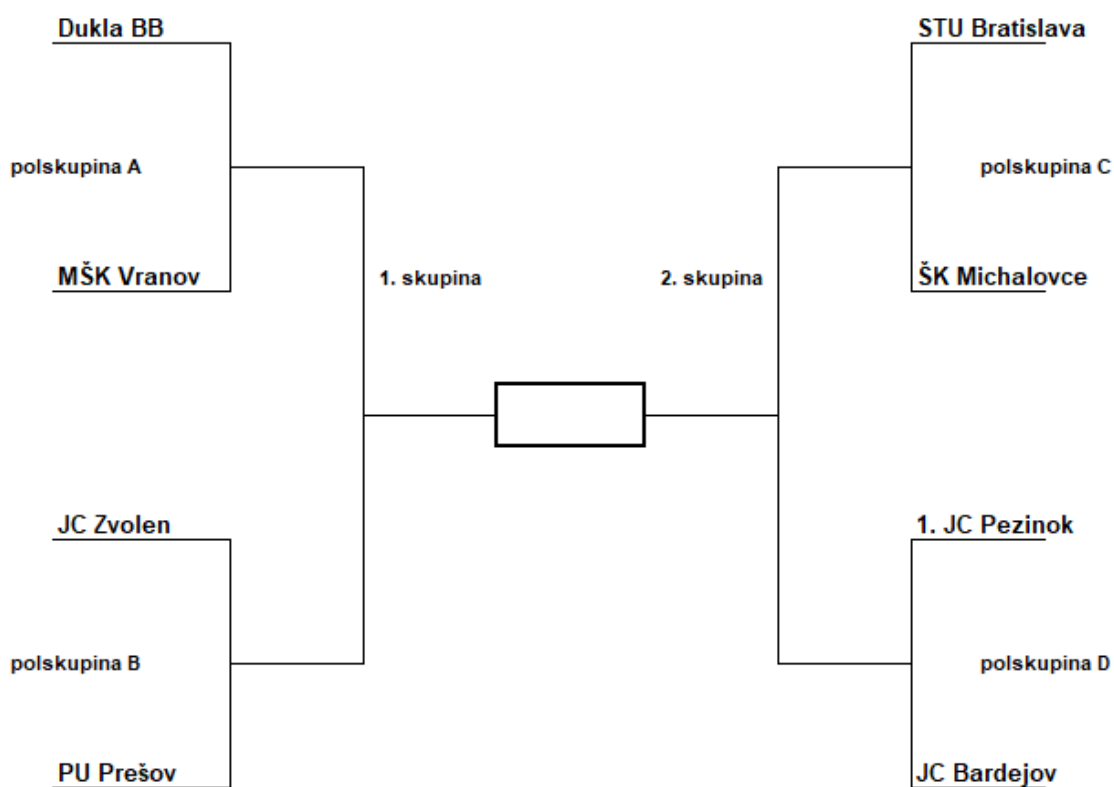 Dukla BB
STU Bratislava
polskupina A
polskupina C
MŠK Vranov
1. skupina
2. skupina
ŠK Michalovce
JC Zvolen
1. JC Pezinok
polskupina B
polskupina D
PU Prešov
JC Bardejov